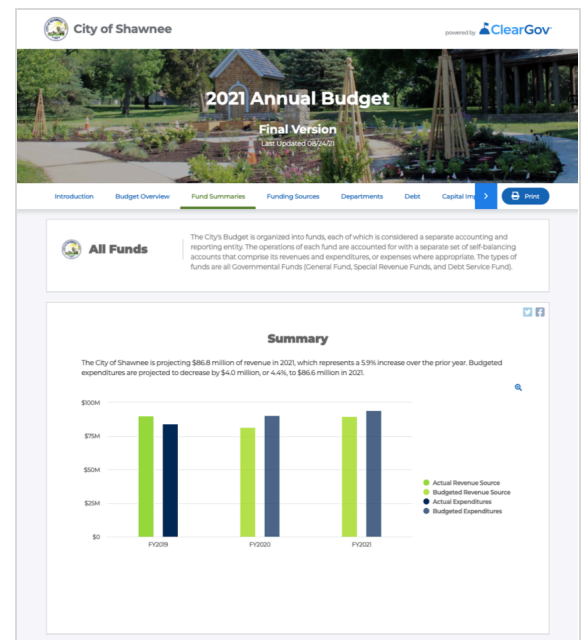 City of Shawnee
powered by ClearGov
2021 Annual Budget
Final Version
Last Updated 08/24/21
Introduction Budget Overview Fund Summaries Funding Sources Departments Debt Capital Im Print
All Funds
The City's Budget is organized into funds, each of which is considered a separate accounting and
reporting entity. The operations of each fund are accounted for with a separate set of self-balancing
accounts that comprise its revenues and expenditures, or expenses where appropriate. The types of
funds are all Governmental Funds (General Fund, Special Revenue Funds, and Debt Service Fund).
Summary
The City of Shawnee is projecting $86.8 million of revenue in 2021, which represents a 5.9% increase over the prior year. Budgeted
expenditures are projected to decrease by $4.0 million, or 4.4%, to $86.6 million in 2021.
$100M
$75M
$50M
$25M
$0
FY2019 FY2020 FY2021
Actual Revenue Source
Budgeted Revenue Source
Actual Expenditures
Budgeted Expenditures